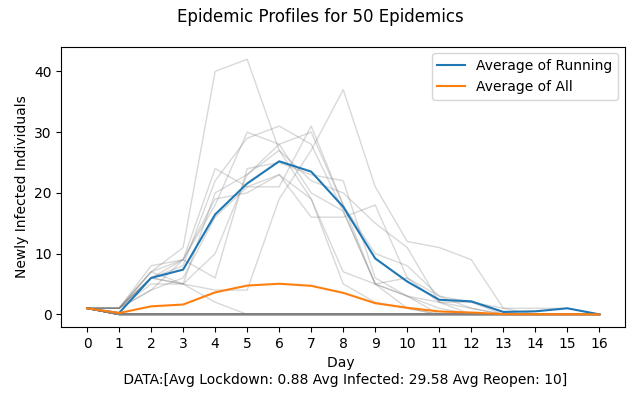 Epidemic Profiles for 50 Epidemics
Newly Infected Individuals
40
30
20
10
0
Average of Running
Average of All
0 1 2 3 4 5 6 7 8 9 10 11 12 13 14 15 16
Day
DATA:[Avg Lockdown: 0.88 Avg Infected: 29.58 Avg Reopen: 10]